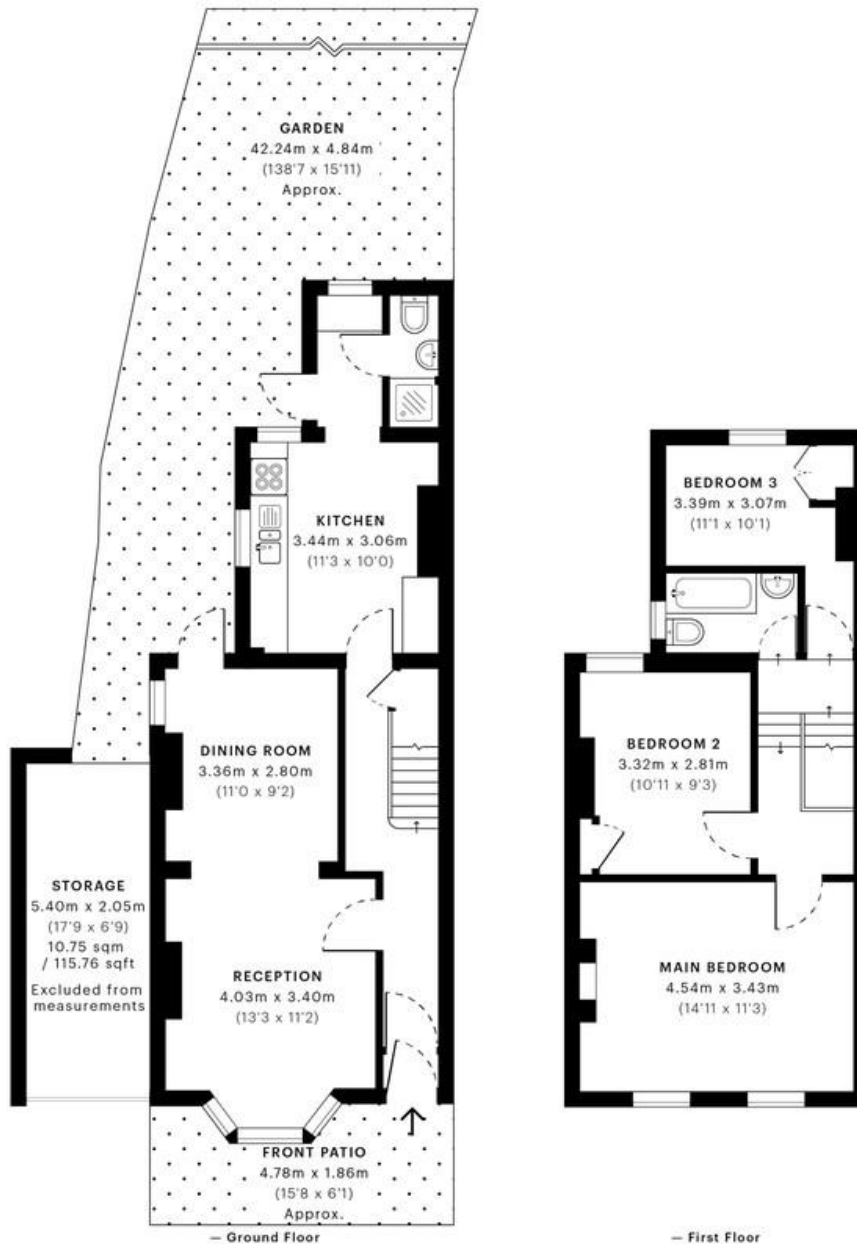 GARDEN
42.24m x 4.84m
(138'7 x 15'11)
Approx.
KITCHEN
3.44m x 3.06m
(11'3 x 10'0)
DINING ROOM
3.36m x 2.80m
(11'0 x 9'2)
STORAGE
5.40m x 2.05m
(17'9 x 6'9)
10.75 sqm
/ 115.76 sqft
Excluded from
measurements
RECEPTION
4.03m x 3.40m
(13'3 x 11'2)
FRONT PATIO
4.78m x 1.86m
(15'8 x 6'1)
Approx.
— Ground Floor
BEDROOM 3
3.39m x 3.07m
(11'1 x 10'1)
BEDROOM 2
3.32m x 2.81m
(10'11 x 9'3)
MAIN BEDROOM
4.54m x 3.43m
(14'11 x 11'3)
— First Floor